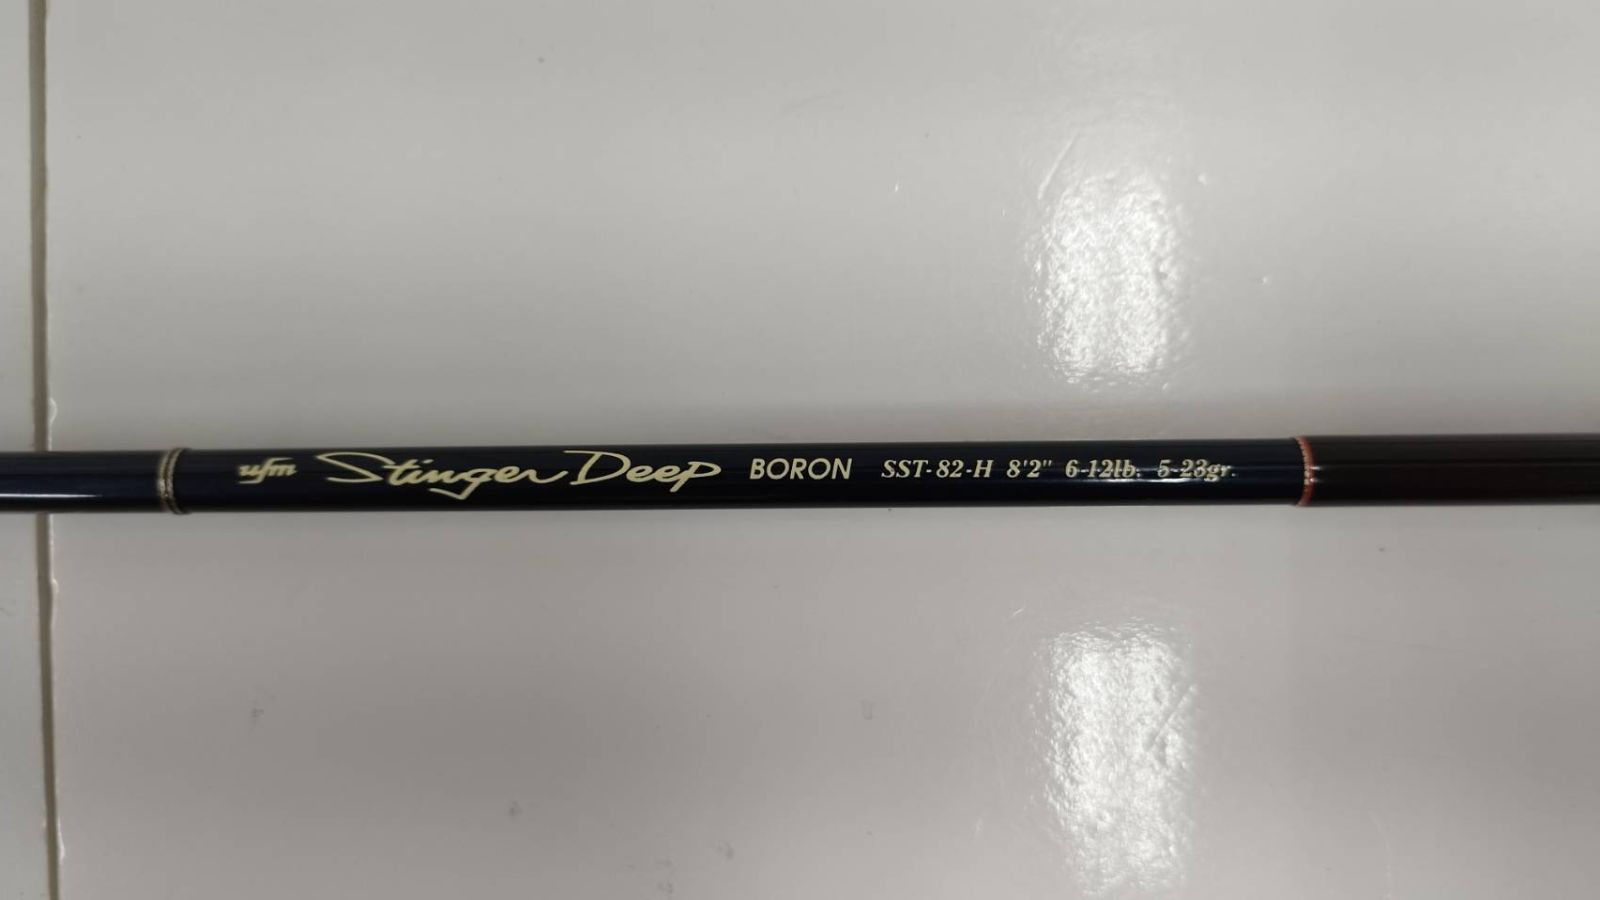 ufm Stinger Deep BORON SST-82-H 8'2" 6-12lb. 5-23gr.